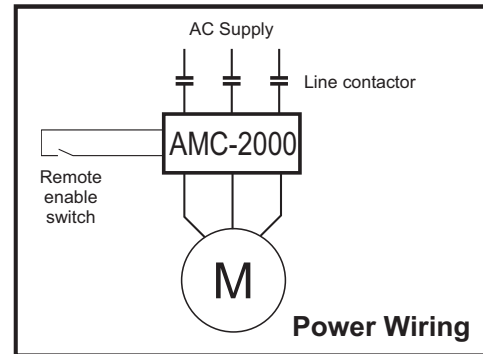 AC Supply
Line contactor
AMC-2000
Remote
enable
switch
M
Power Wiring